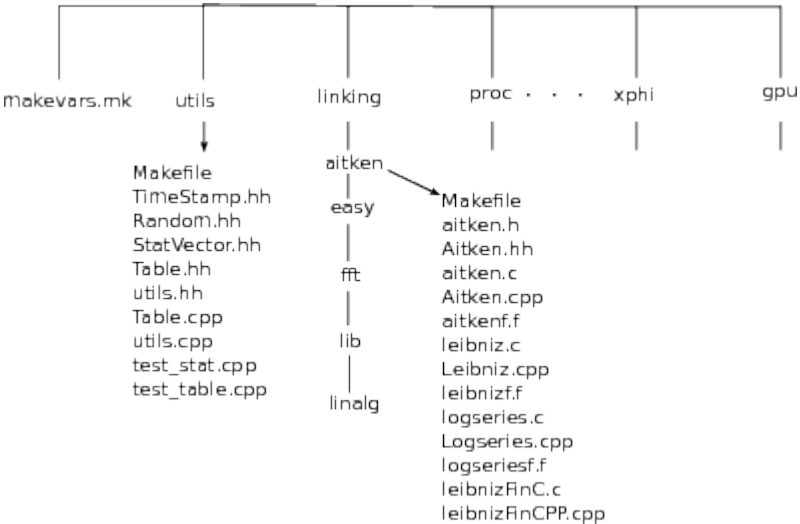 makevars.mk utils linking proc . . . xphi gpu
Makefile
TimeStamp.hh
Random.hh
StatVector.hh
Table.hh
utils.hh
Table.cpp
utils.cpp
test_stat.cpp
test_table.cpp
aitken
easy
fft
lib
linalg
Makefile
aitken.h
Aitken.hh
aitken.c
Aitken.cpp
aitkenf.f
leibniz.c
Leibniz.cpp
leibnizf.f
logseries.c
Logseries.cpp
logseriesf.f
leibnizFinC.c
leibnizFinCPP.cpp